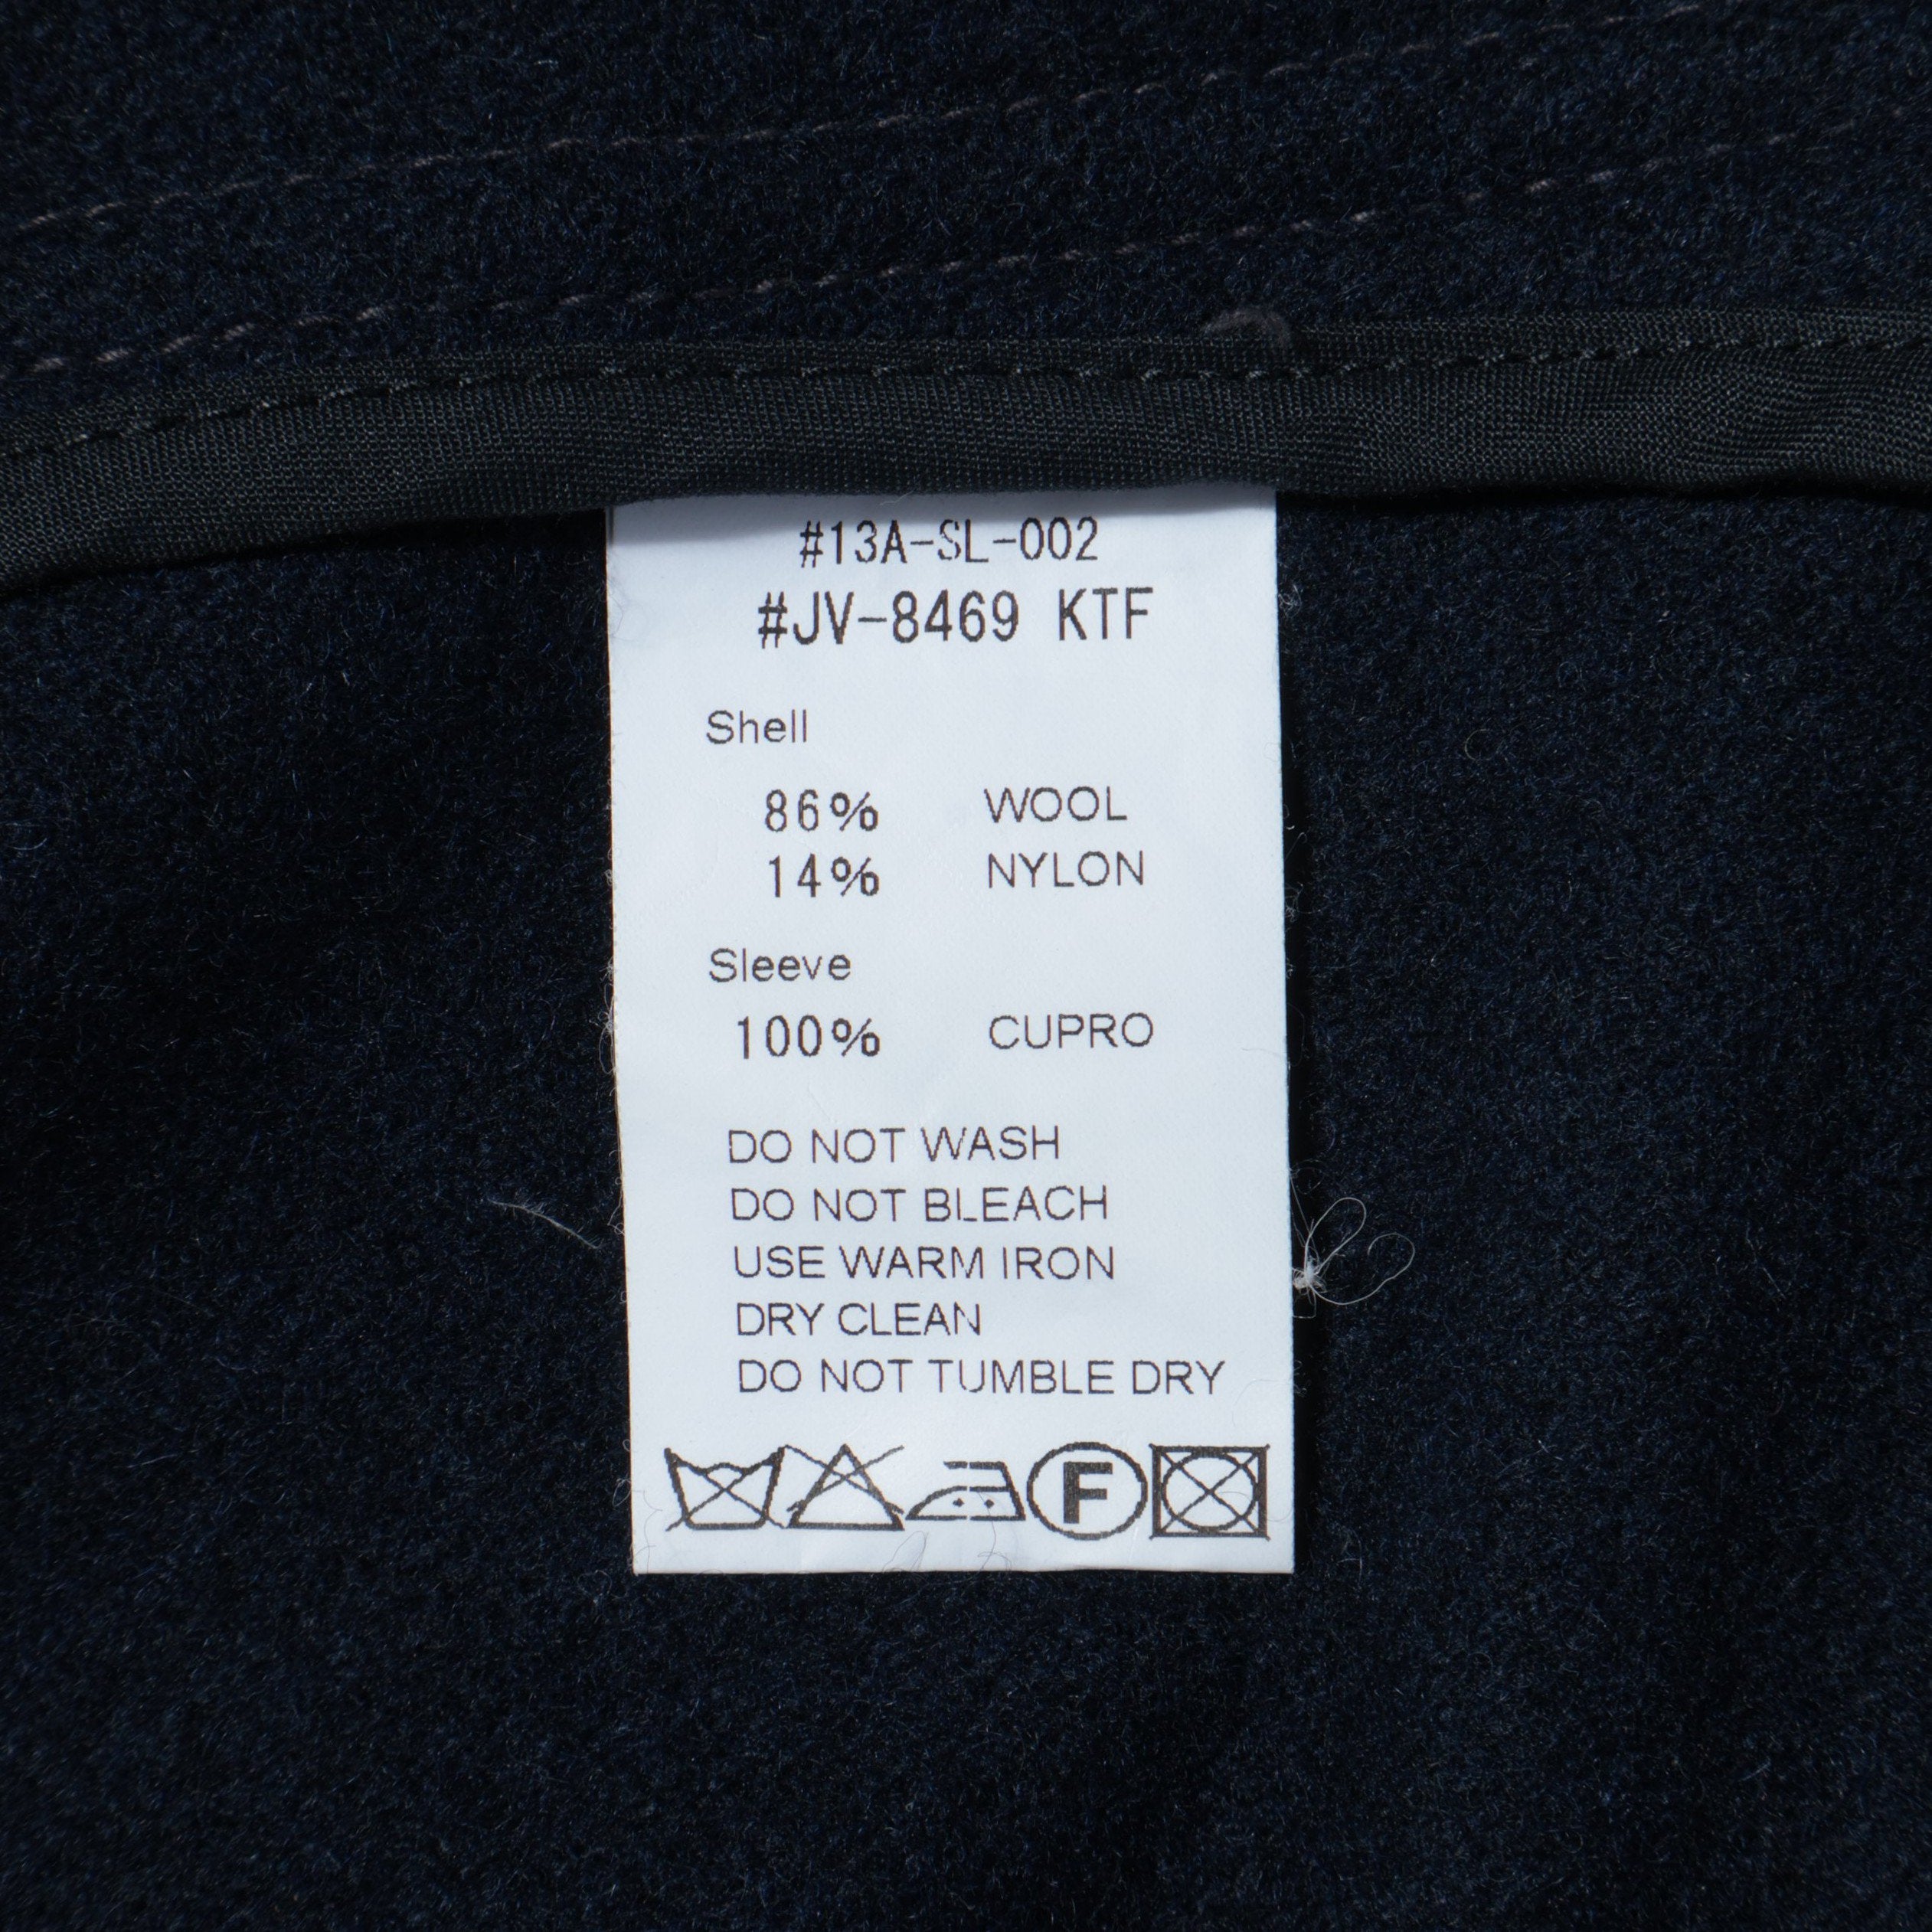 #13A-SL-002
#JV-8469 KTF
Shell
86% WOOL
14% NYLON
Sleeve
100% CUPRO
DO NOT WASH
DO NOT BLEACH
USE WARM IRON
DRY CLEAN
DO NOT TUMBLE DRY
F